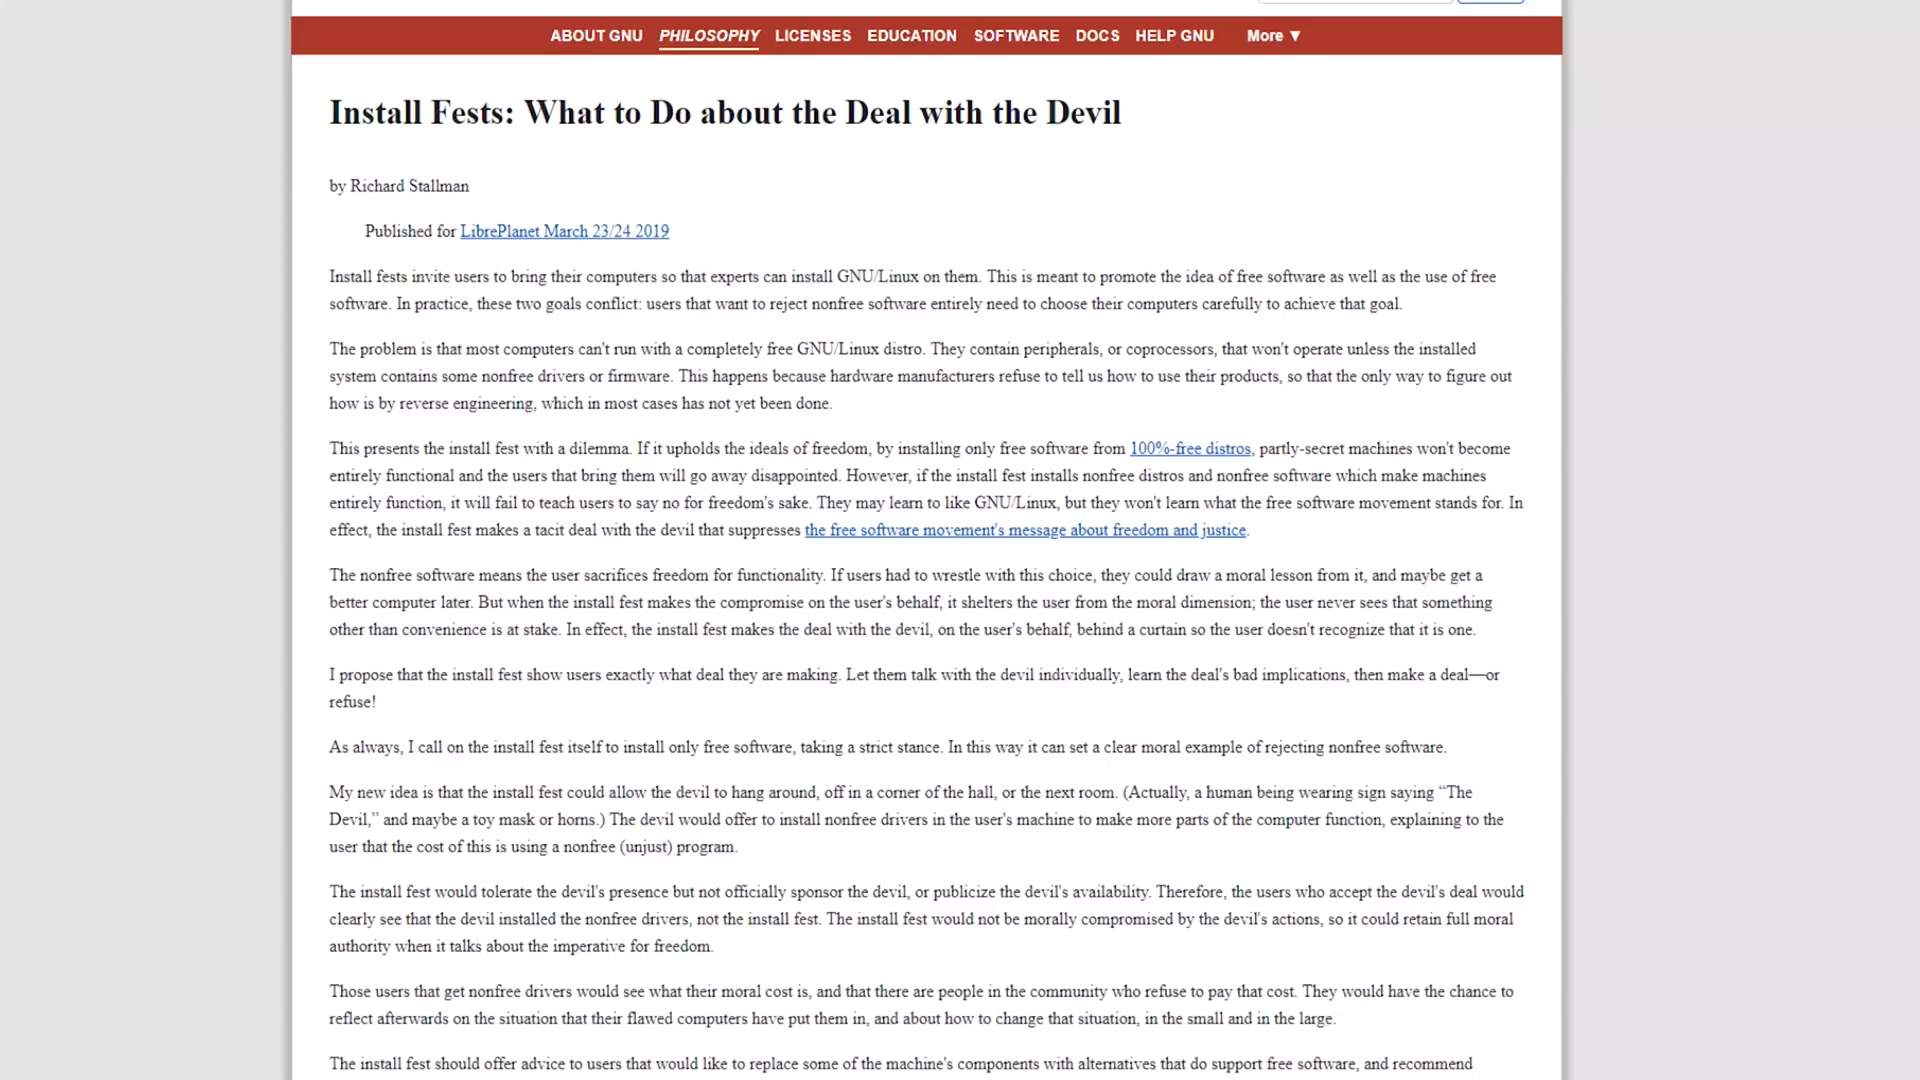 ABOUT GNU PHILOSOPHY LICENSES EDUCATION SOFTWARE DOCS HELP GNU More ▼
Install Fests: What to Do about the Deal with the Devil
by Richard Stallman
Published for LibrePlanet March 23/24 2019
Install fests invite users to bring their computers so that experts can install GNU/Linux on them. This is meant to promote the idea of free software as well as the use of free
software. In practice, these two goals conflict: users that want to reject nonfree software entirely need to choose their computers carefully to achieve that goal.
The problem is that most computers can't run with a completely free GNU/Linux distro. They contain peripherals, or coprocessors, that won't operate unless the installed
system contains some nonfree drivers or firmware. This happens because hardware manufacturers refuse to tell us how to use their products, so that the only way to figure out
how is by reverse engineering, which in most cases has not yet been done.
This presents the install fest with a dilemma. If it upholds the ideals of freedom, by installing only free software from 100%-free distros, partly-secret machines won't become
entirely functional and the users that bring them will go away disappointed. However, if the install fest installs nonfree distros and nonfree software which make machines
entirely function, it will fail to teach users to say no for freedom's sake. They may learn to like GNU/Linux, but they won't learn what the free software movement stands for. In
effect, the install fest makes a tacit deal with the devil that suppresses the free software movement's message about freedom and justice.
The nonfree software means the user sacrifices freedom for functionality. If users had to wrestle with this choice, they could draw a moral lesson from it, and maybe get a
better computer later. But when the install fest makes the compromise on the user's behalf, it shelters the user from the moral dimension; the user never sees that something
other than convenience is at stake. In effect, the install fest makes the deal with the devil, on the user's behalf, behind a curtain so the user doesn't recognize that it is one.
I propose that the install fest show users exactly what deal they are making. Let them talk with the devil individually, learn the deal's bad implications, then make a deal—or
refuse!
As always, I call on the install fest itself to install only free software, taking a strict stance. In this way it can set a clear moral example of rejecting nonfree software.
My new idea is that the install fest could allow the devil to hang around, off in a corner of the hall, or the next room. (Actually, a human being wearing sign saying “The
Devil,” and maybe a toy mask or horns.) The devil would offer to install nonfree drivers in the user's machine to make more parts of the computer function, explaining to the
user that the cost of this is using a nonfree (unjust) program.
The install fest would tolerate the devil's presence but not officially sponsor the devil, or publicize the devil's availability. Therefore, the users who accept the devil's deal would
clearly see that the devil installed the nonfree drivers, not the install fest. The install fest would not be morally compromised by the devil's actions, so it could retain full moral
authority when it talks about the imperative for freedom.
Those users that get nonfree drivers would see what their moral cost is, and that there are people in the community who refuse to pay that cost. They would have the chance to
reflect afterwards on the situation that their flawed computers have put them in, and about how to change that situation, in the small and in the large.
The install fest should offer advice to users that would like to replace some of the machine's components with alternatives that do support free software, and recommend